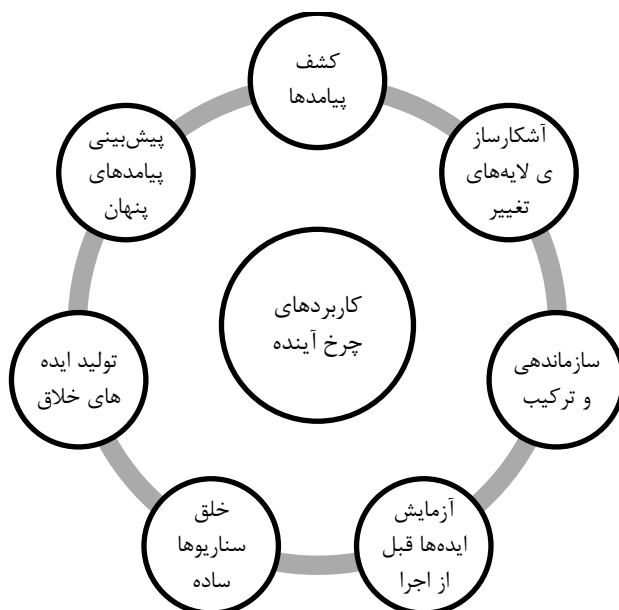 کشف
پیامدها
آشکارساز
ی لایه‌های
تغییر
سازماندهی
و ترکیب
آزمایش
ایده‌ها قبل
از اجرا
خلق
سناریوها
ساده
تولید ایده
های خلاق
پیش‌بینی
پیامدهای
پنهان
کاربردهای
چرخ آینده